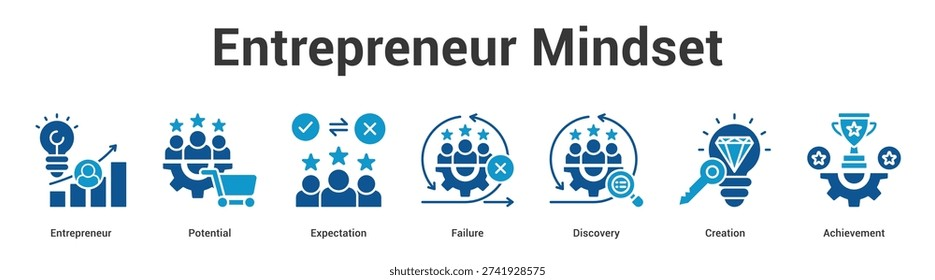 Entrepreneur Mindset
Entrepreneur
Potential
Expectation
Failure
Discovery
Creation
Achievement
shutterstock.com · 2741928575